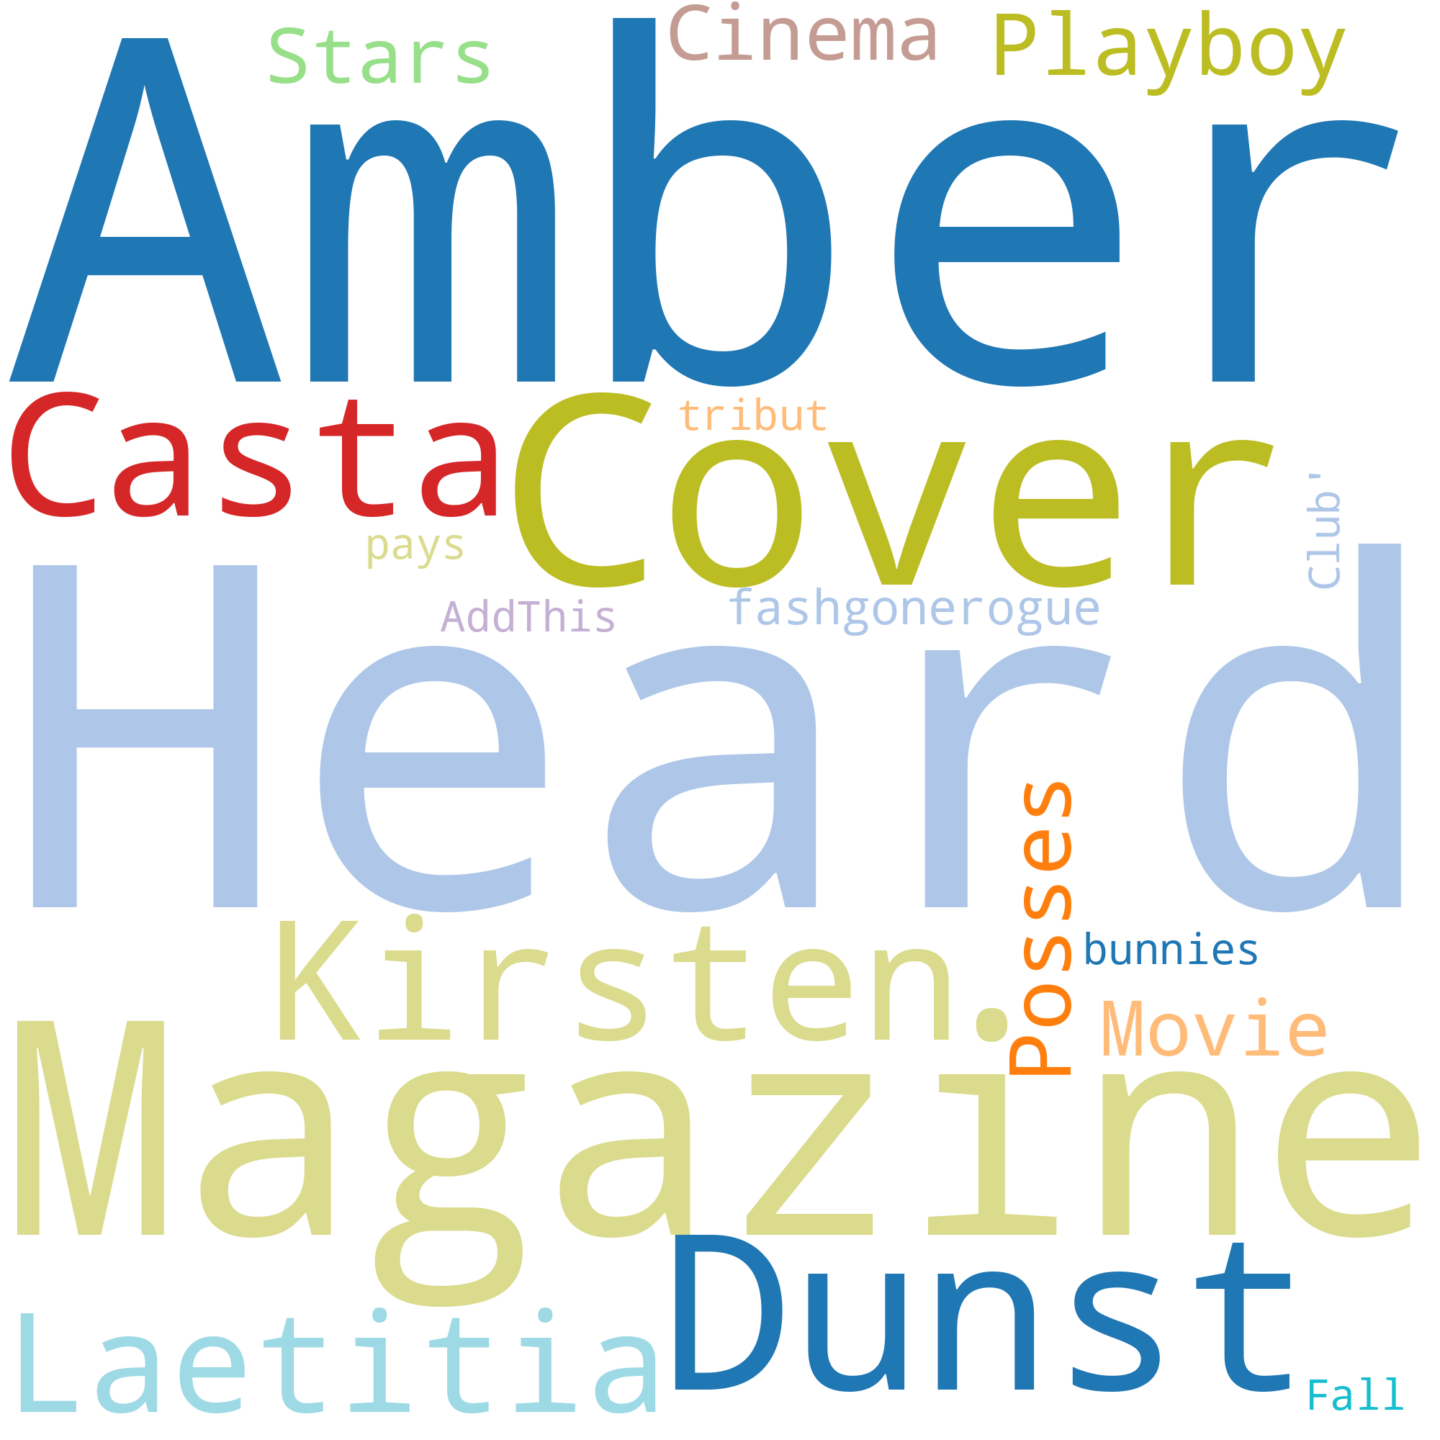 Stars
Cinema
Playboy
Amber
Casta
Cover
tribut
pays
Club'
AddThis
fashgonerogue
Heard
Posses
Kirsten
bunnies
Movie
Magazine
Dunst
Laetitia
Fall